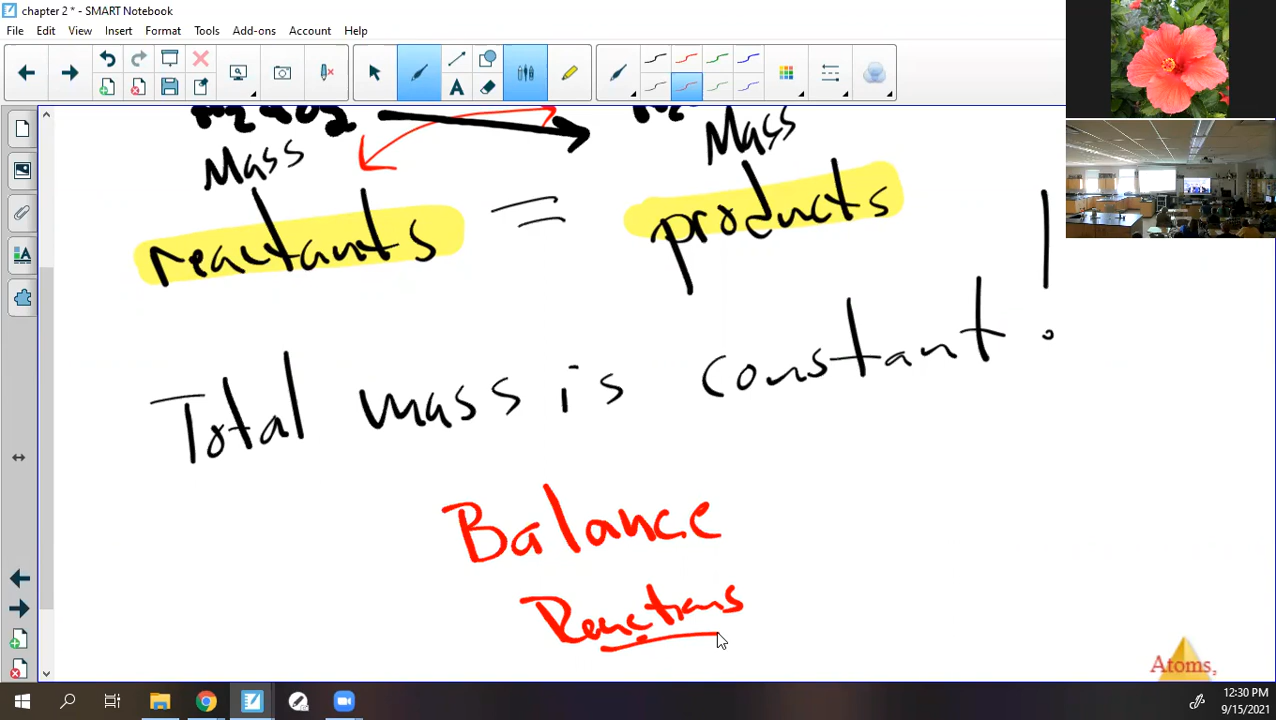 chapter 2 * - SMART Notebook
File Edit View Insert Format Tools Add-ons Account Help
Mass Mass
reactants = products
Total mass is constant!
Balance
Reactions
Atoms,
12:30 PM
9/15/2021